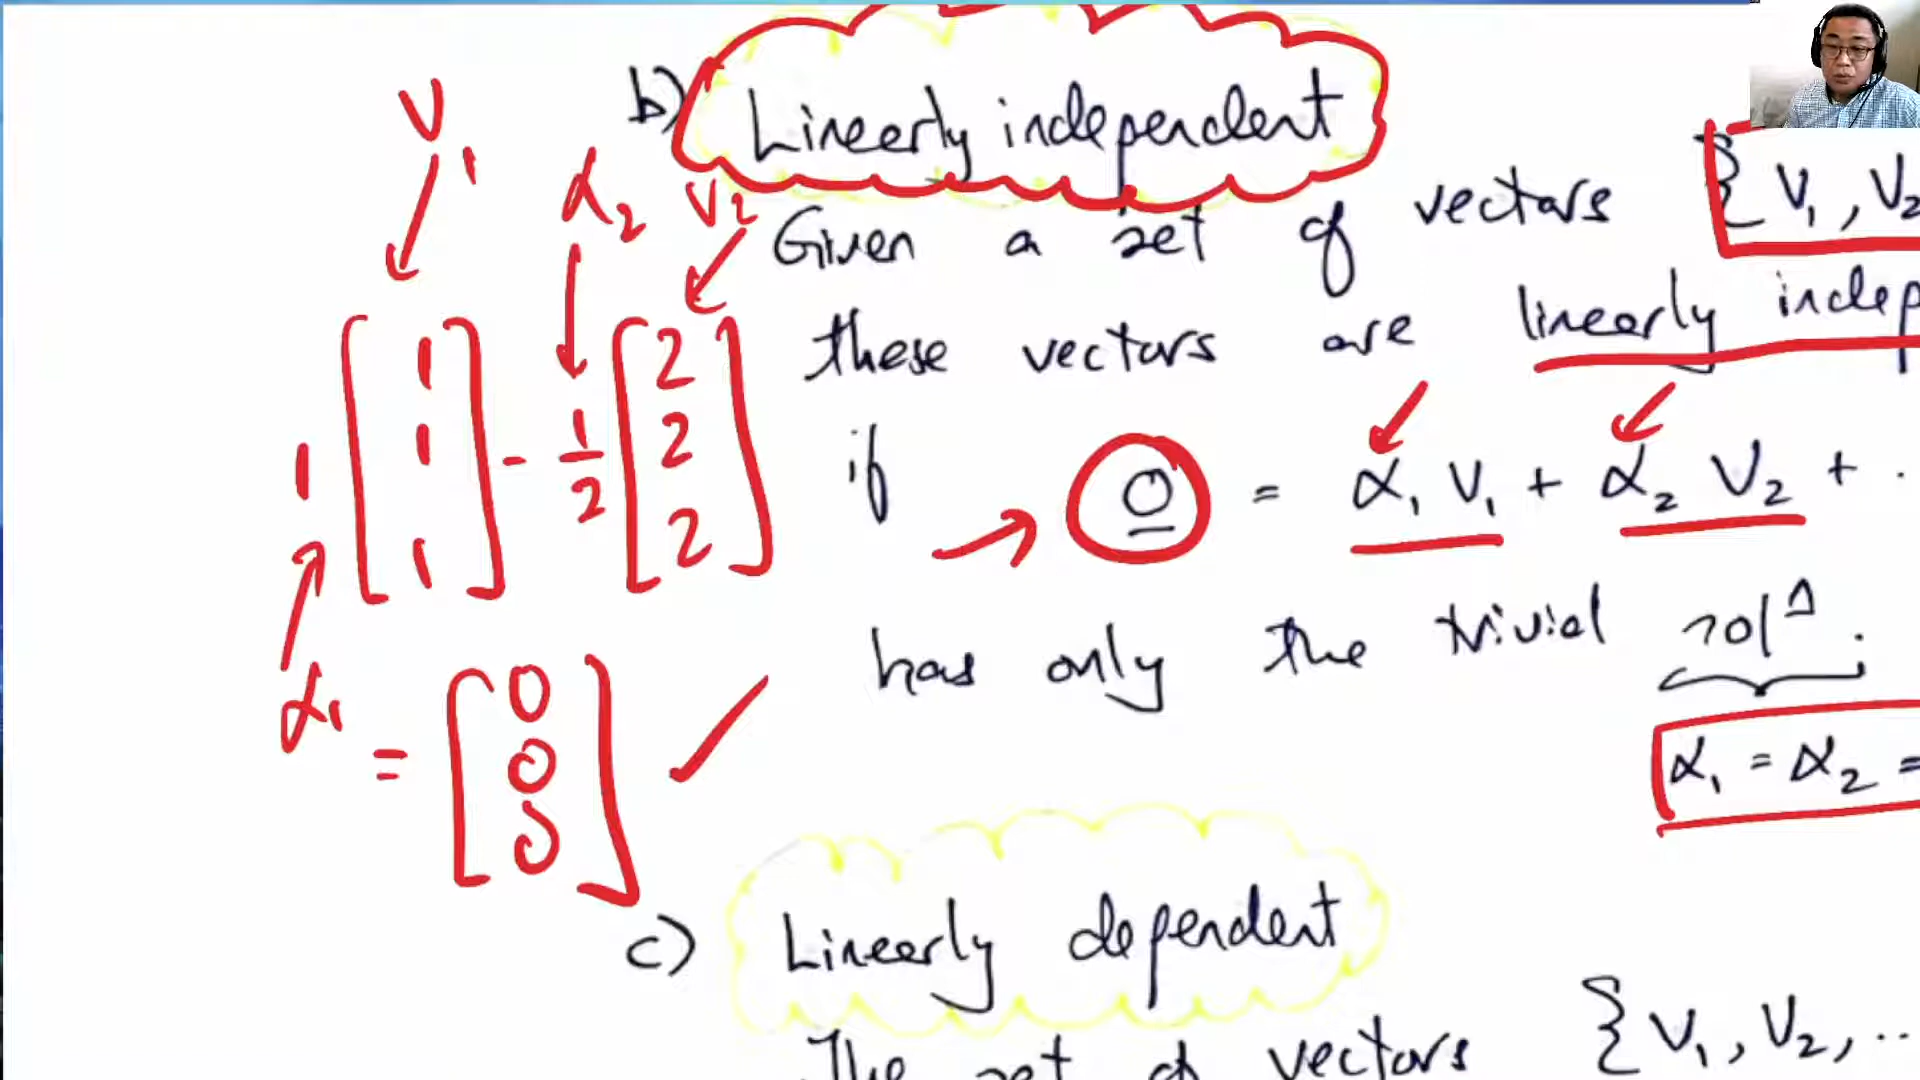 b) Linearly independent
Given a set of vectors { V₁, V₂
these vectors are linearly indep
if 0 = α₁ V₁ + α₂ V₂ + .
has only the trivial solⁿ.
α₁ = α₂ =
V₁
α₂ V₂
1 [1 1 1] - 1/2 [2 2 2]
α₁
= [0 0 0] ✓
c) Linearly dependent
The set of vectors { V₁, V₂, ..